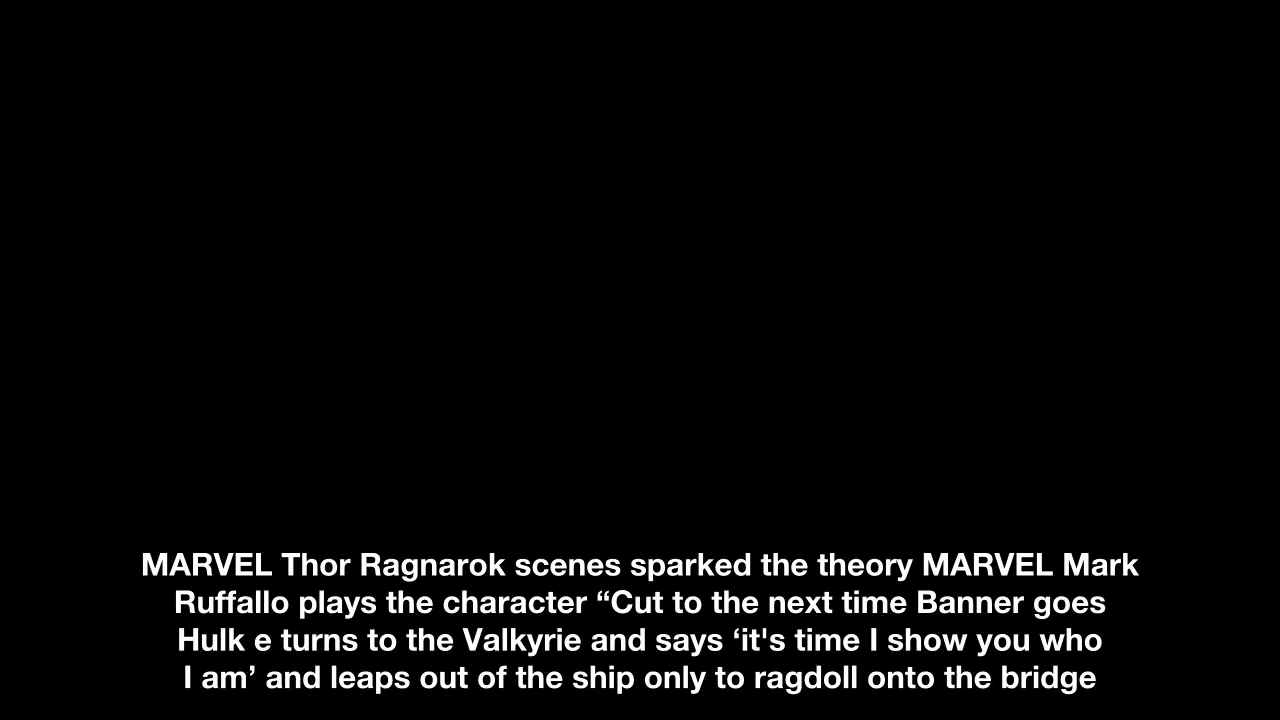 MARVEL Thor Ragnarok scenes sparked the theory MARVEL Mark
Ruffallo plays the character “Cut to the next time Banner goes
Hulk e turns to the Valkyrie and says ‘it's time I show you who
I am’ and leaps out of the ship only to ragdoll onto the bridge